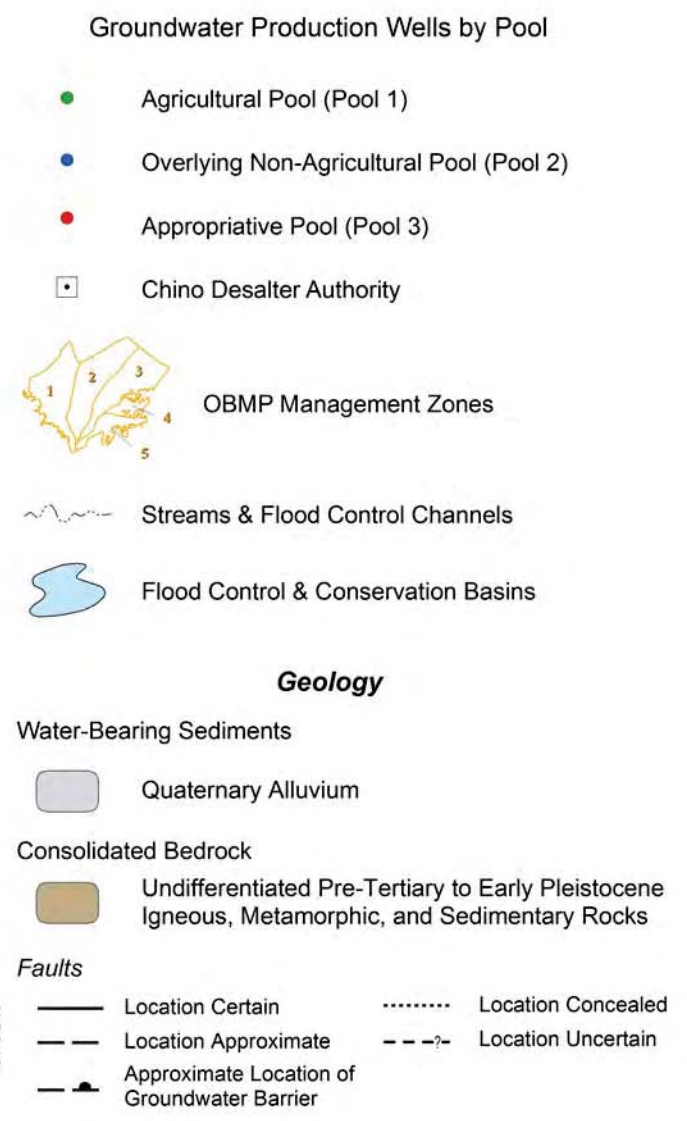 Groundwater Production Wells by Pool
Agricultural Pool (Pool 1)
Overlying Non-Agricultural Pool (Pool 2)
Appropriative Pool (Pool 3)
Chino Desalter Authority
1
2
3
4
5
OBMP Management Zones
Streams & Flood Control Channels
Flood Control & Conservation Basins
Geology
Water-Bearing Sediments
Quaternary Alluvium
Consolidated Bedrock
Undifferentiated Pre-Tertiary to Early Pleistocene
Igneous, Metamorphic, and Sedimentary Rocks
Faults
Location Certain
Location Concealed
Location Approximate
?
Location Uncertain
Approximate Location of
Groundwater Barrier